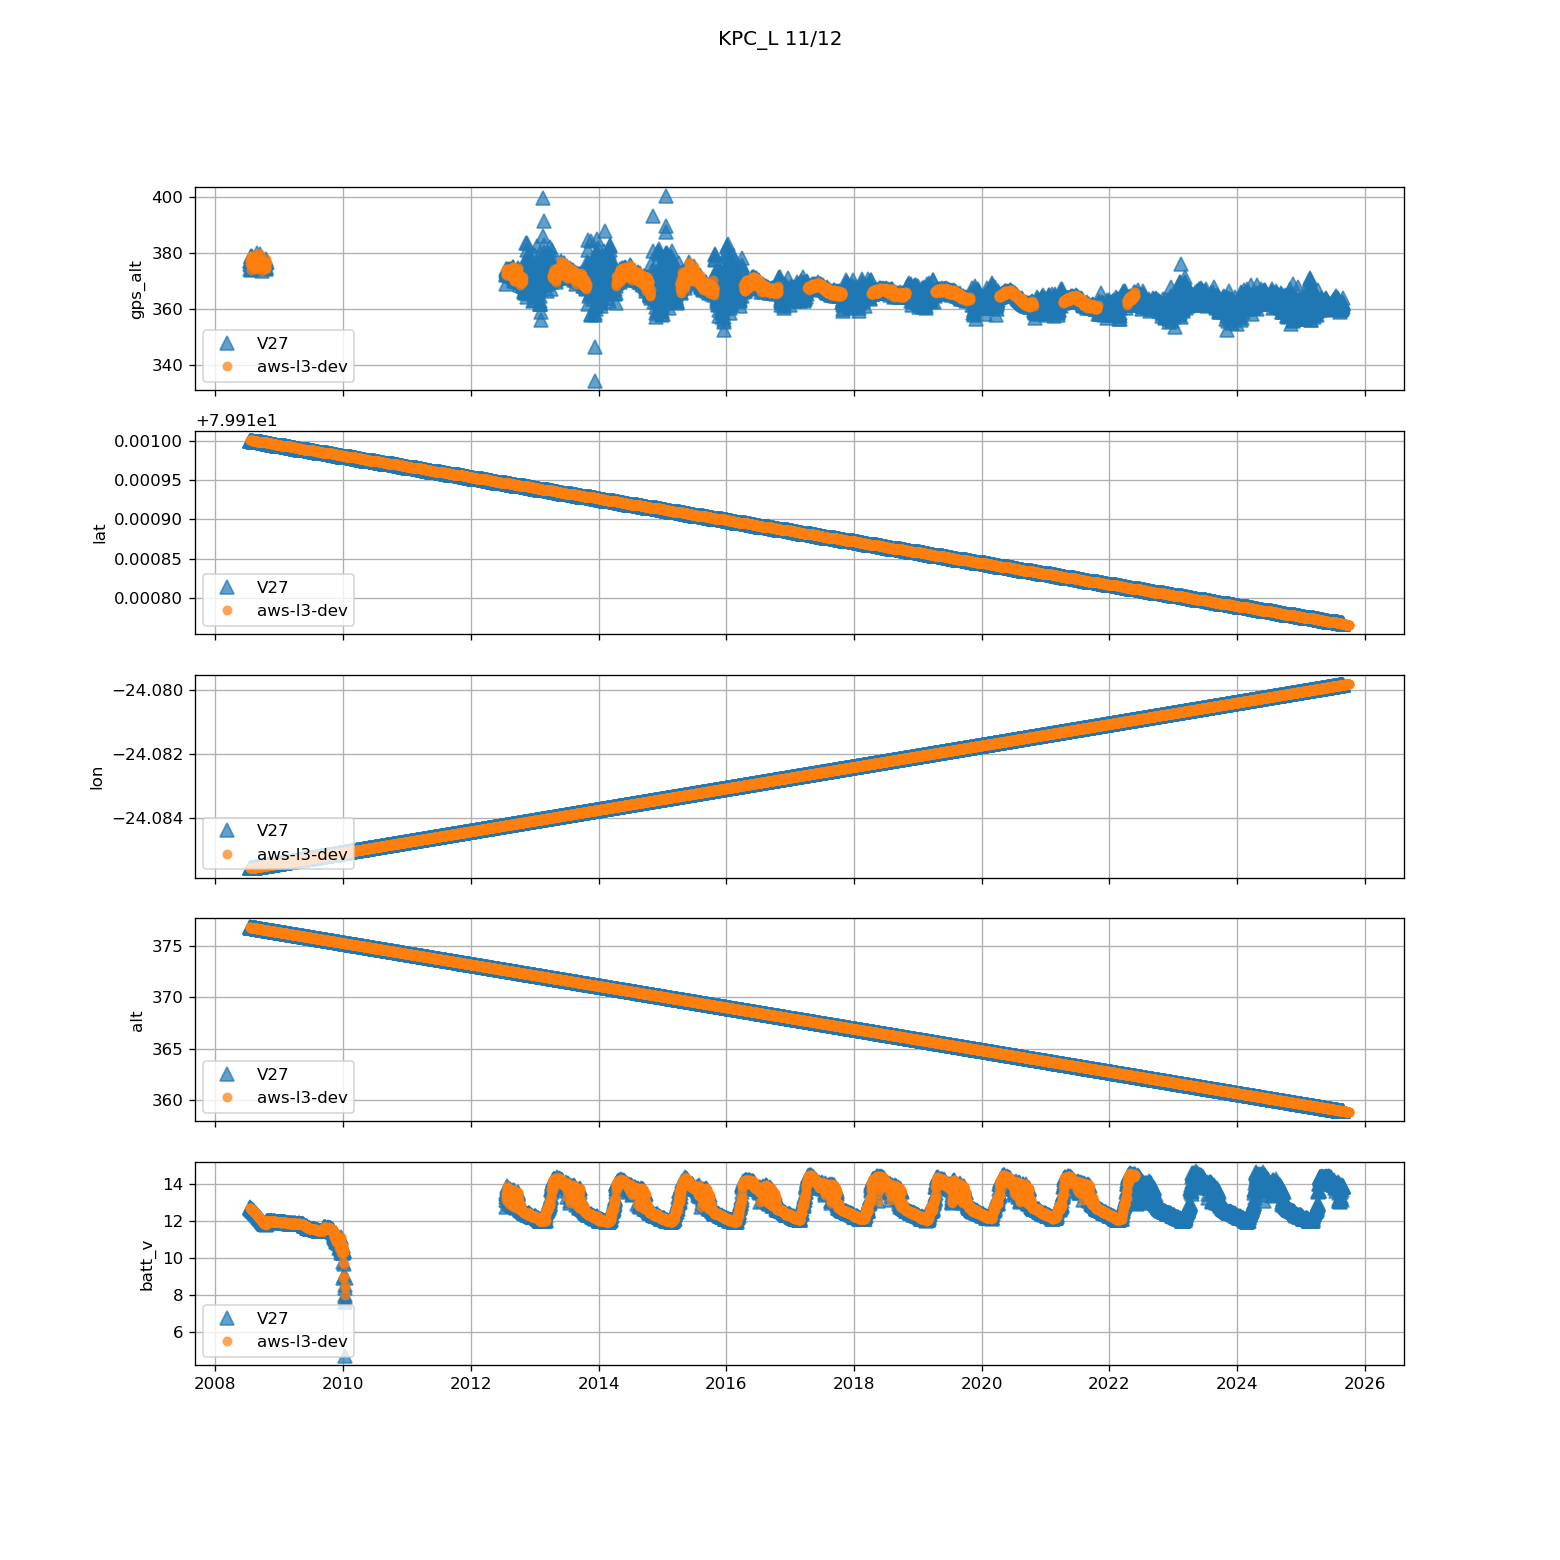 KPC_L 11/12
400
380
360
340
gps_alt
V27
aws-l3-dev
+7.991e1
0.00100
0.00095
0.00090
0.00085
0.00080
lat
V27
aws-l3-dev
−24.080
−24.082
−24.084
lon
V27
aws-l3-dev
375
370
365
360
alt
V27
aws-l3-dev
14
12
10
8
6
batt_v
V27
aws-l3-dev
2008 2010 2012 2014 2016 2018 2020 2022 2024 2026